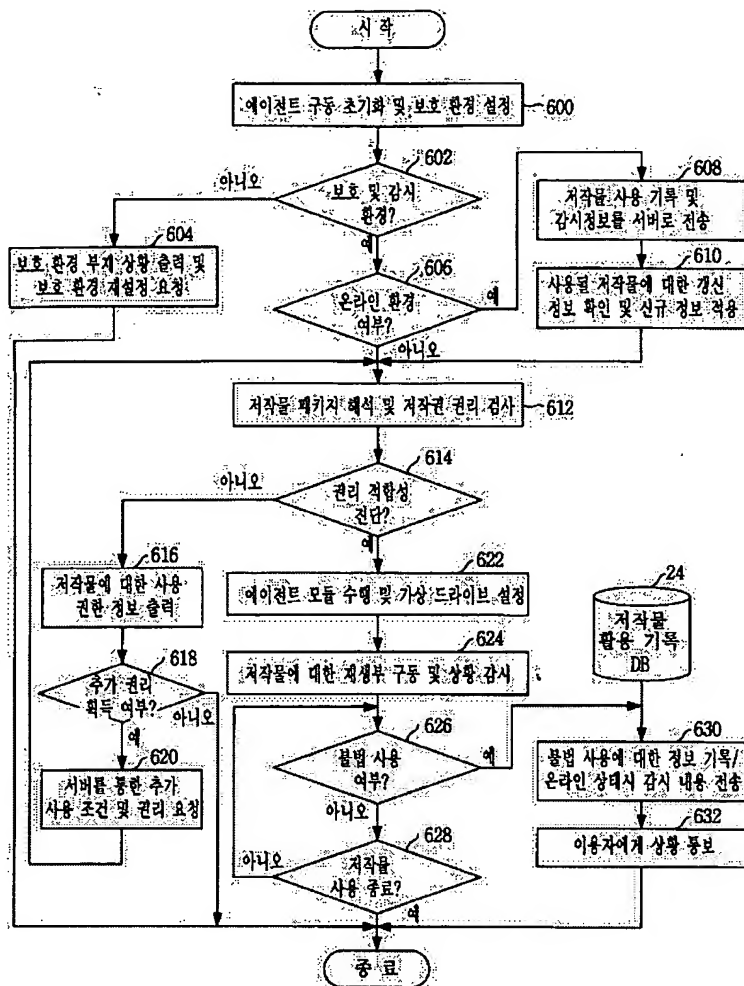 시작
에이전트 구동 초기화 및 보호 환경 설정
600
602
보호 및 감시
환경?
아니오
예
604
보호 환경 부재 상황 출력 및
보호 환경 재설정 요청
606
온라인 환경
여부?
예
아니오
608
저작물 사용 기록 및
감시정보를 서버로 전송
610
사용될 저작물에 대한 갱신
정보 확인 및 신규 정보 적용
저작물 패키지 해석 및 저작권 권리 검사
612
614
권리 적합성
진단?
아니오
예
616
저작물에 대한 사용
권한 정보 출력
618
추가 권리
획득 여부?
아니오
예
620
서버를 통한 추가
사용 조건 및 권리 요청
622
에이전트 모듈 수행 및 가상 드라이브 설정
624
저작물에 대한 재생부 구동 및 상황 감시
24
저작물
활용 기록
DB
626
불법 사용
여부?
예
아니오
628
저작물
사용 종료?
아니오
예
630
불법 사용에 대한 정보 기록/
온라인 상태시 감시 내용 전송
632
이용자에게 상황 통보
종료